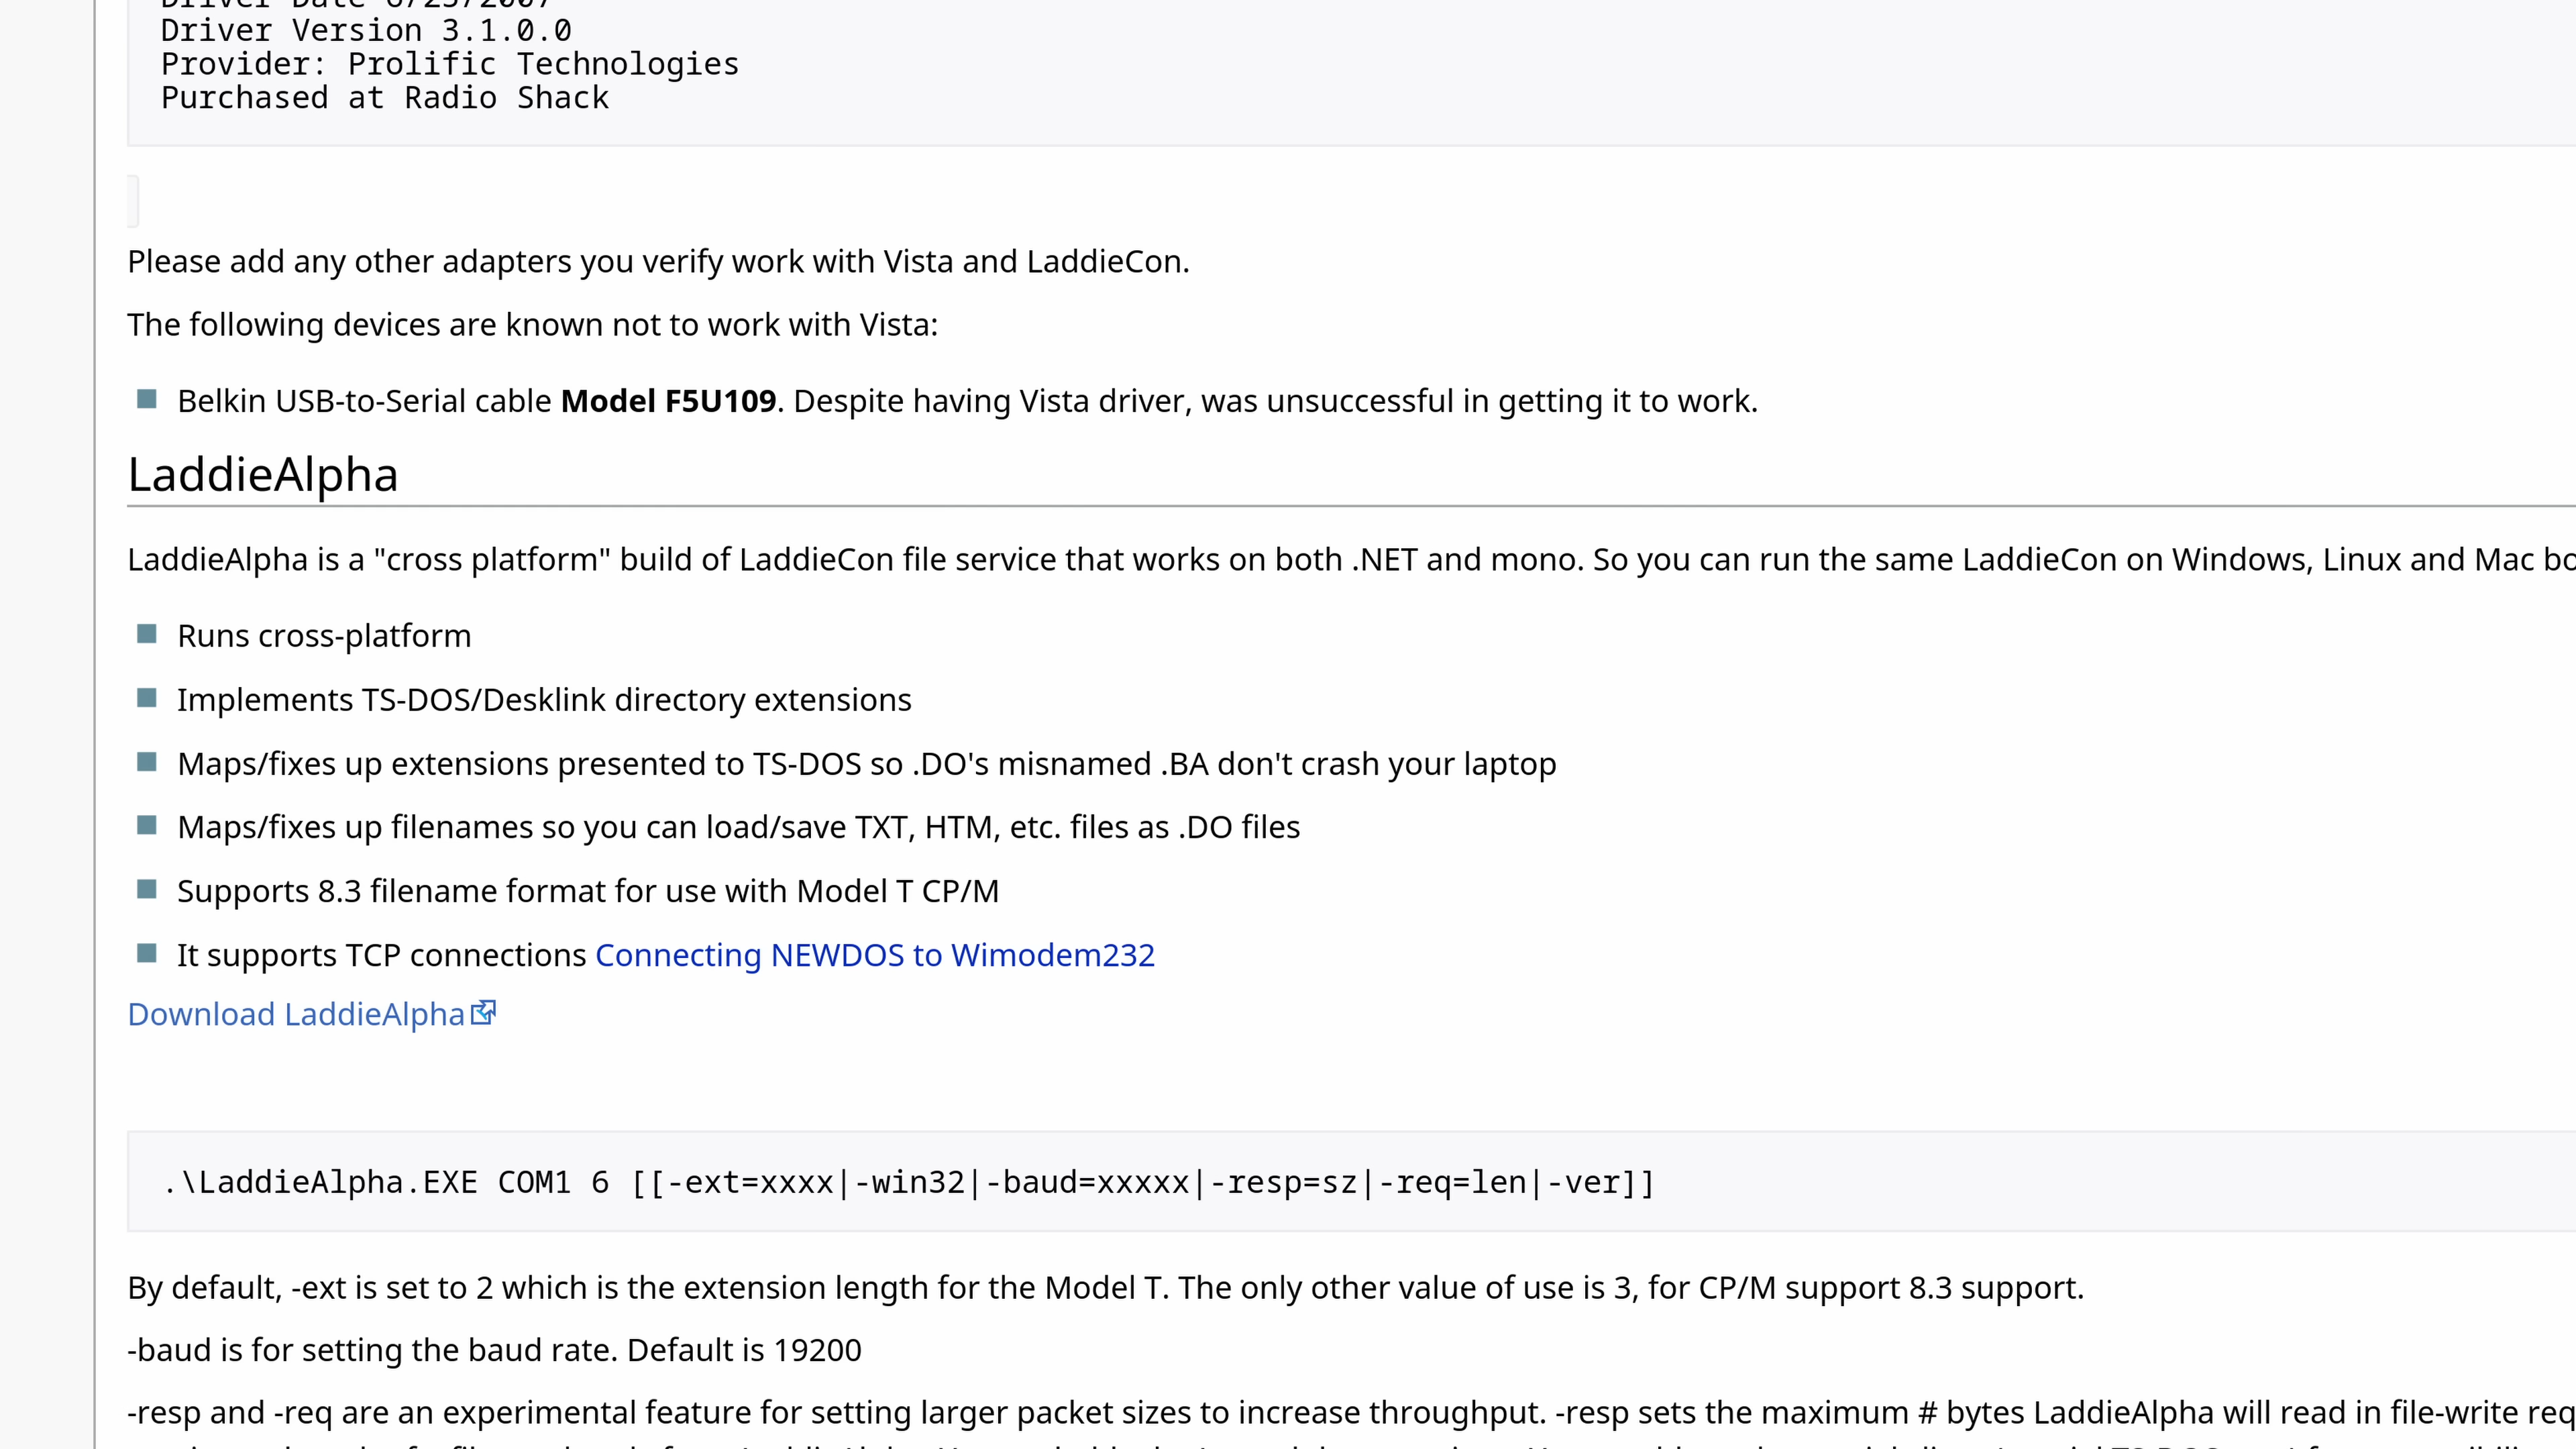 Driver Date 6/25/2007
Driver Version 3.1.0.0
Provider: Prolific Technologies
Purchased at Radio Shack
Please add any other adapters you verify work with Vista and LaddieCon.
The following devices are known not to work with Vista:
Belkin USB-to-Serial cable Model F5U109. Despite having Vista driver, was unsuccessful in getting it to work.
LaddieAlpha
LaddieAlpha is a "cross platform" build of LaddieCon file service that works on both .NET and mono. So you can run the same LaddieCon on Windows, Linux and Mac
Runs cross-platform
Implements TS-DOS/Desklink directory extensions
Maps/fixes up extensions presented to TS-DOS so .DO's misnamed .BA don't crash your laptop
Maps/fixes up filenames so you can load/save TXT, HTM, etc. files as .DO files
Supports 8.3 filename format for use with Model T CP/M
It supports TCP connections Connecting NEWDOS to Wimodem232
Download LaddieAlpha
.\LaddieAlpha.EXE COM1 6 [[-ext=xxxx|-win32|-baud=xxxxx|-resp=sz|-req=len|-ver]]
By default, -ext is set to 2 which is the extension length for the Model T. The only other value of use is 3, for CP/M support 8.3 support.
-baud is for setting the baud rate. Default is 19200
-resp and -req are an experimental feature for setting larger packet sizes to increase throughput. -resp sets the maximum # bytes LaddieAlpha will read in file-write